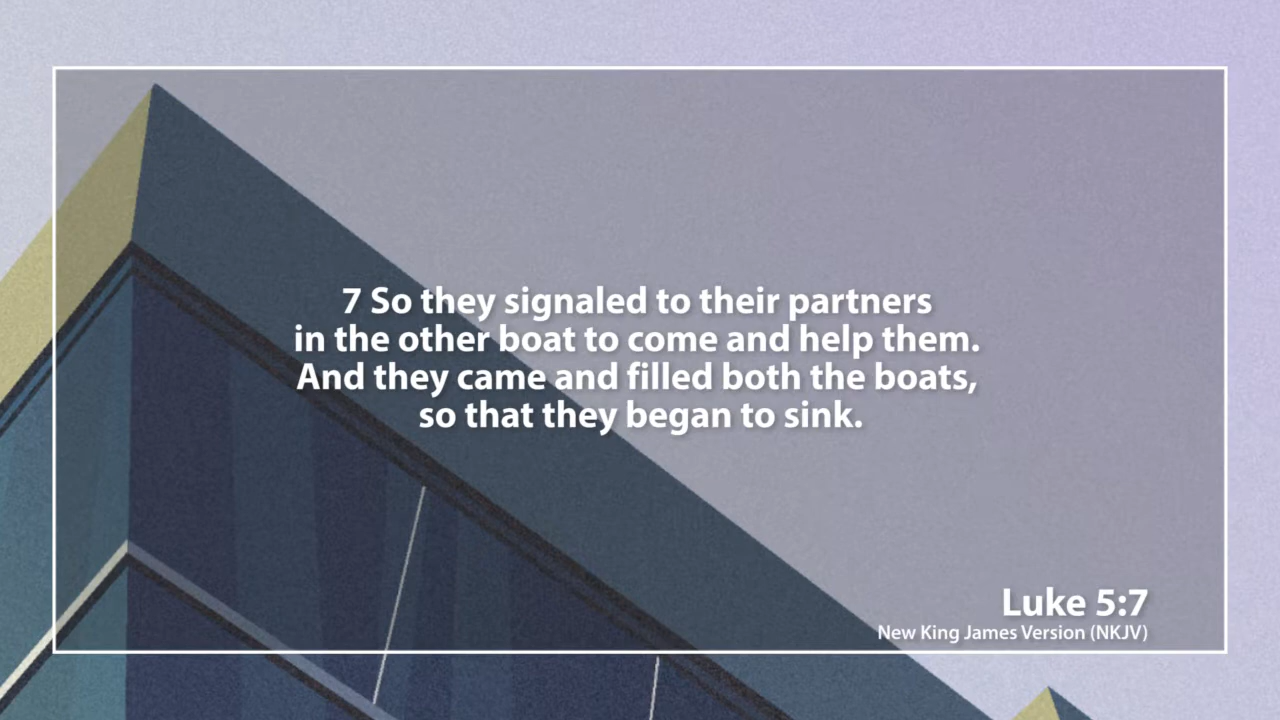 7 So they signaled to their partners
in the other boat to come and help them.
And they came and filled both the boats,
so that they began to sink.
Luke 5:7
New King James Version (NKJV)